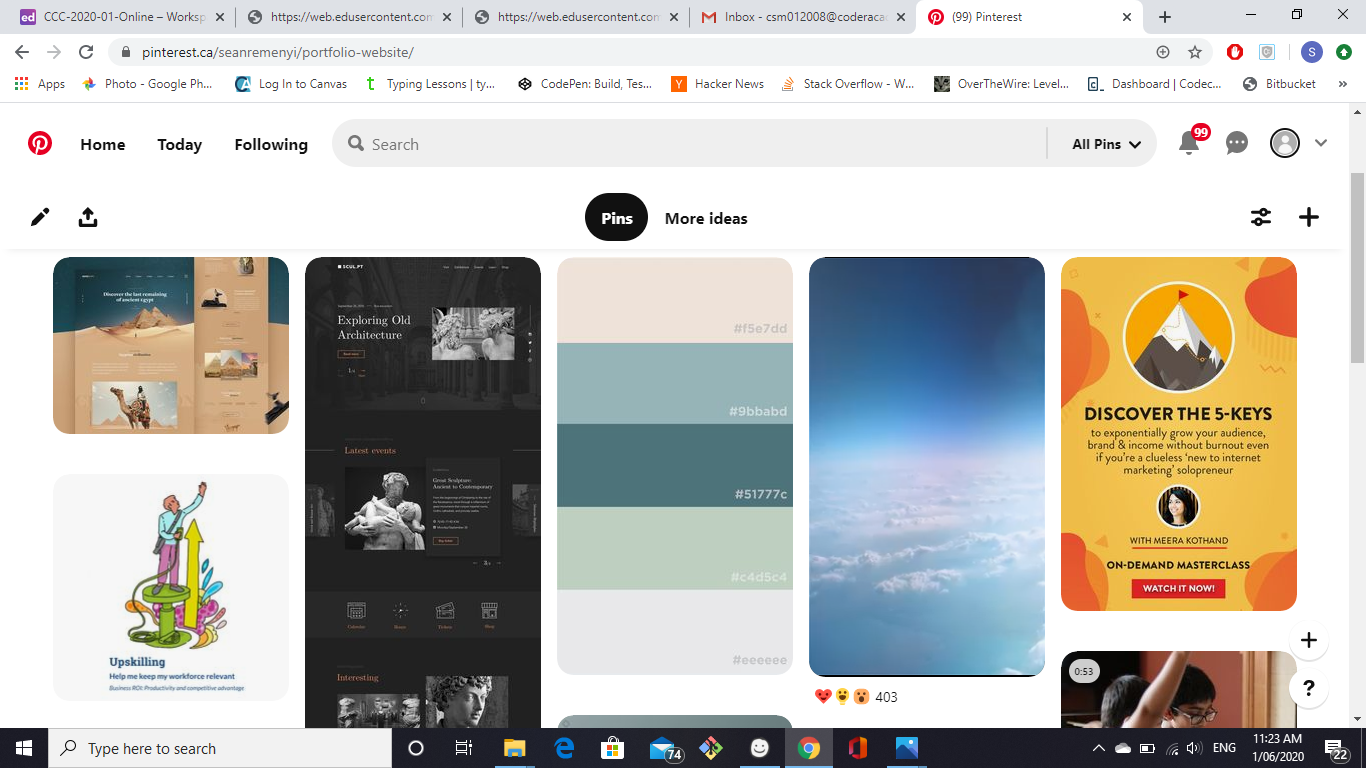 CCC-2020-01-Online – Worksp
https://web.edusercontent.com
https://web.edusercontent.com
Inbox - csm012008@coderacad
(99) Pinterest
pinterest.ca/seanremenyi/portfolio-website/
S
Apps
Photo - Google Ph...
Log In to Canvas
Typing Lessons | ty...
CodePen: Build, Tes...
Hacker News
Stack Overflow - W...
OverTheWire: Level...
Dashboard | Codec...
Bitbucket
Home
Today
Following
Search
All Pins
99
Pins
More ideas
Discover the last remaining
of ancient Egypt
SCUL.PT
Exploring Old
Architecture
Latest events
Great Sculpture:
Ancient to Contemporary
Calendar
Home
Tickets
Shop
Interesting
#f5e7dd
#9bbabd
#51777c
#c4d5c4
#eeeeee
403
DISCOVER THE 5-KEYS
to exponentially grow your audience,
brand & income without burnout even
if you're a clueless 'new to internet
marketing' solopreneur
WITH MEERA KOTHAND
ON-DEMAND MASTERCLASS
WATCH IT NOW!
Upskilling
Help me keep my workforce relevant
Business ROI: Productivity and competitive advantage
0:53
?
Type here to search
74
ENG
11:23 AM
1/06/2020
22